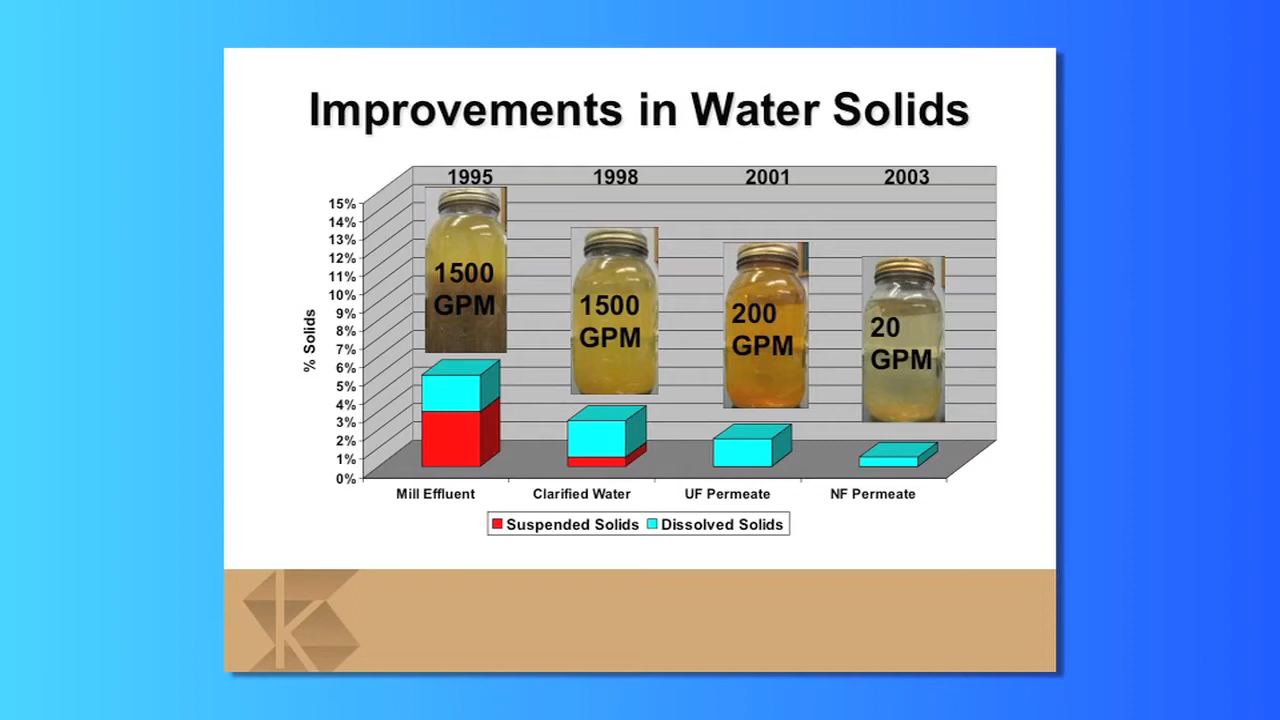 Improvements in Water Solids
1995 1998 2001 2003
15%
14%
13%
12%
11%
10%
9%
8%
7%
6%
5%
4%
3%
2%
1%
0%
% Solids
1500
GPM
1500
GPM
200
GPM
20
GPM
Mill Effluent Clarified Water UF Permeate NF Permeate
Suspended Solids Dissolved Solids
k